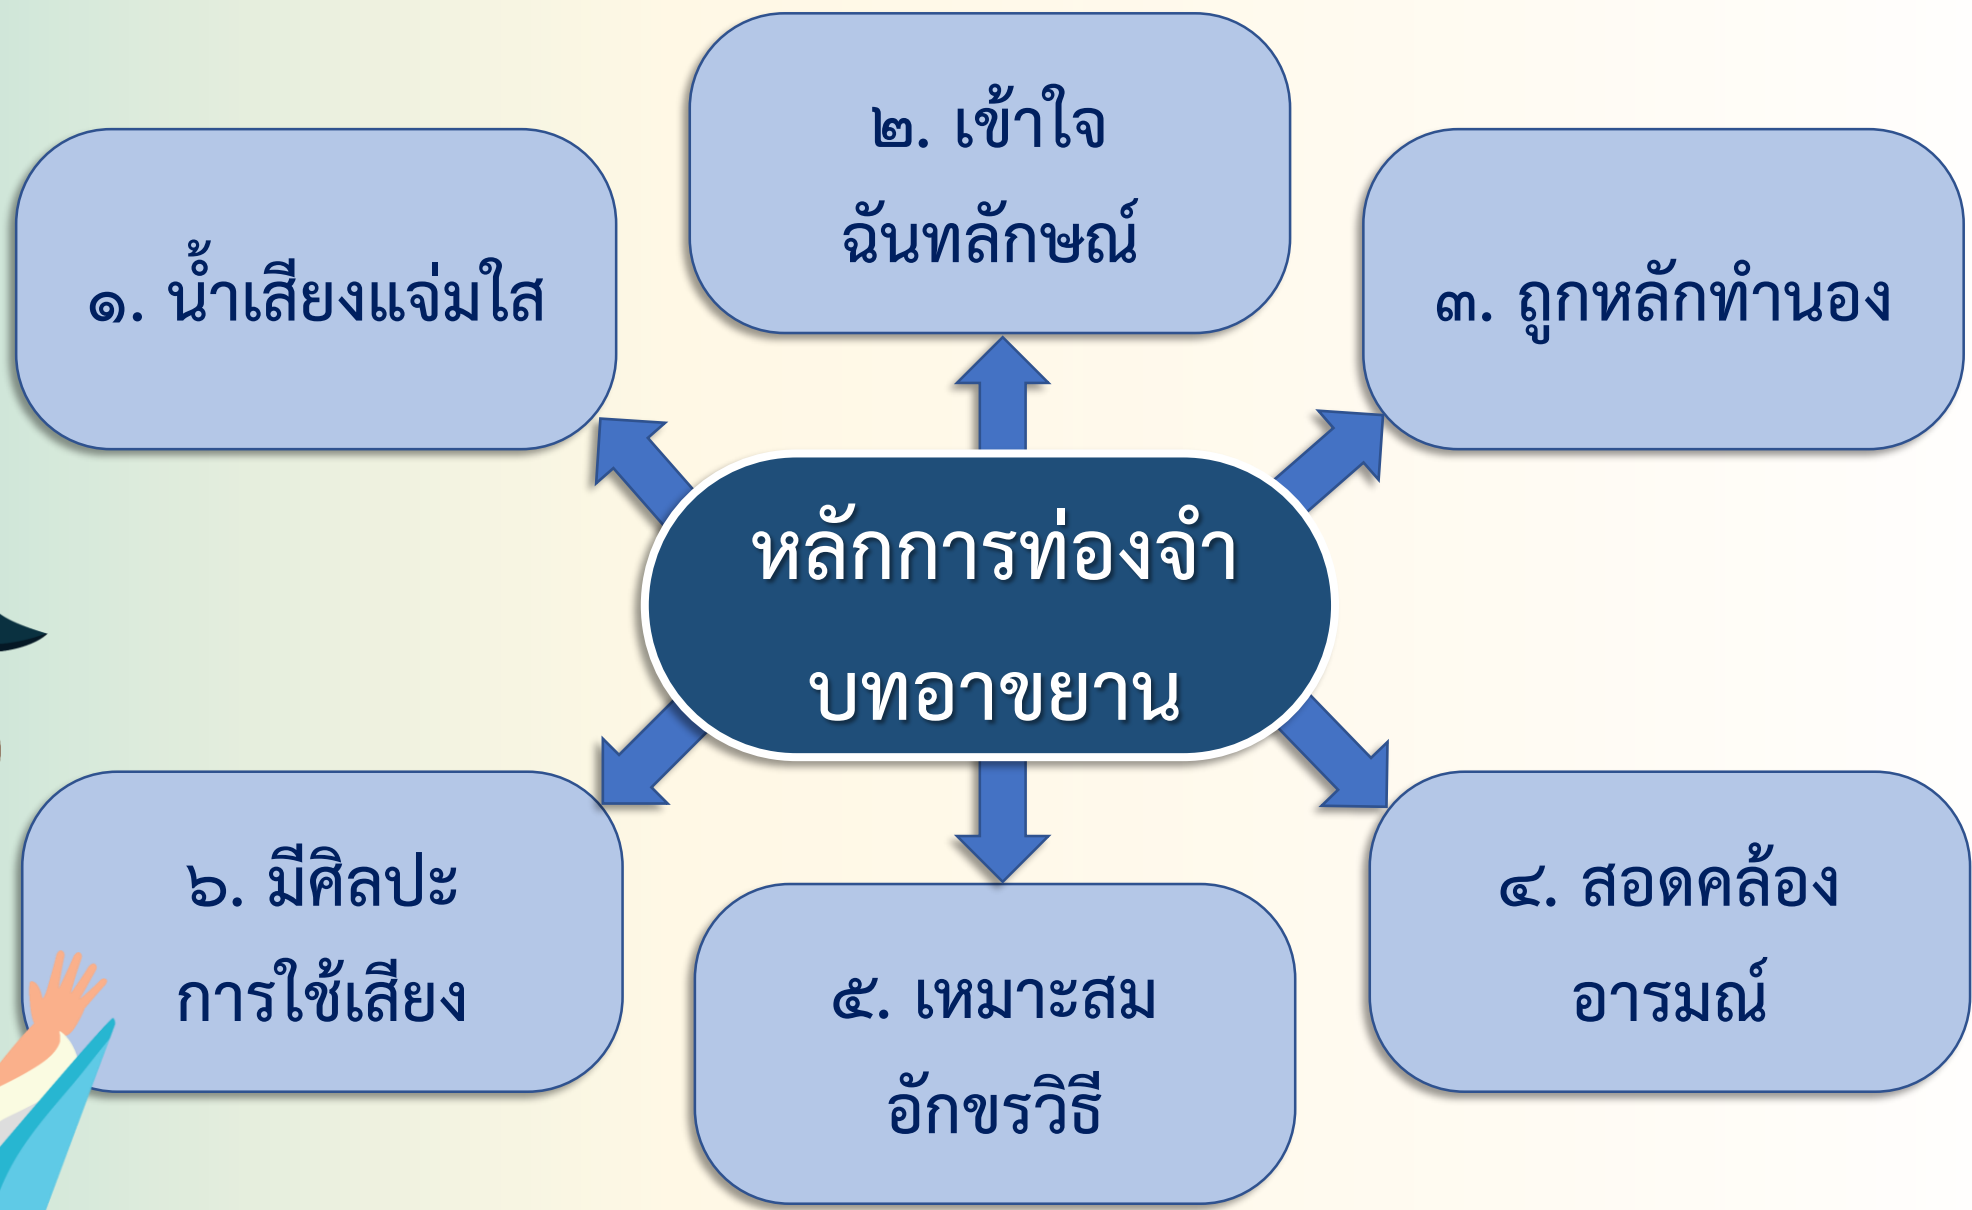 หลักการท่องจำ
บทอาขยาน
๑. น้ำเสียงแจ่มใส
๒. เข้าใจ
ฉันทลักษณ์
๓. ถูกหลักทำนอง
๔. สอดคล้อง
อารมณ์
๕. เหมาะสม
อักขรวิธี
๖. มีศิลปะ
การใช้เสียง